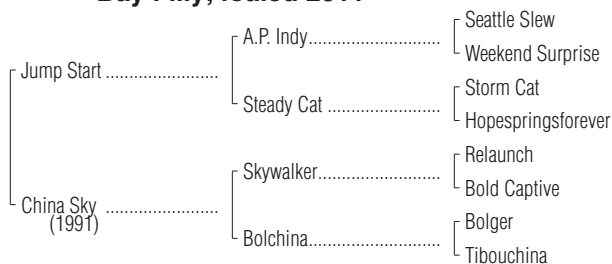 Seattle Slew
A.P. Indy
Weekend Surprise
Jump Start
Storm Cat
Steady Cat
Hopespringsforever
Relaunch
Skywalker
Bold Captive
China Sky
(1991)
Bolger
Bolchina
Tibouchina